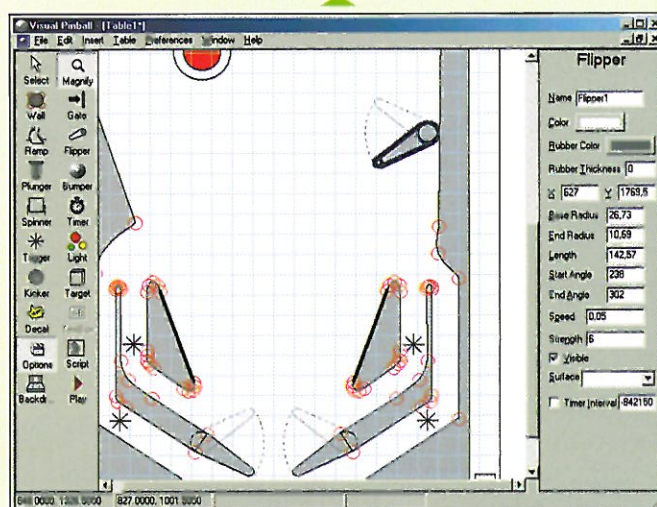 Visual Pinball - [Table1*]
File Edit Insert Table Preferences Window Help
Select Magnify
Wall Gate
Ramp Flipper
Plunger Bumper
Spinner Timer
Trigger Light
Kicker Target
Decal
Options Script
Backdr... Play
Flipper
Name Flipper1
Color
Rubber Color
Rubber Thickness 0
X 627 Y 1769,5
Base Radius 26,73
End Radius 10,69
Length 142,57
Start Angle 238
End Angle 302
Speed 0,05
Strength 6
Visible
Surface
Timer Interval -842150
827.0000, 1001.5000